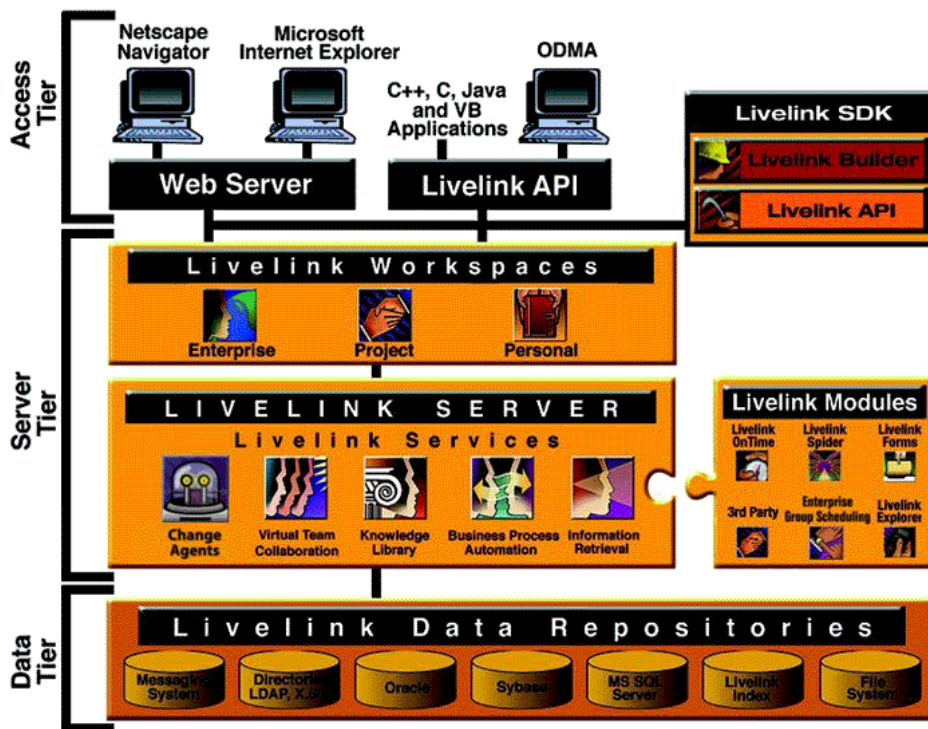 Access
Tier
Netscape
Navigator
Microsoft
Internet Explorer
C++, C, Java
and VB
Applications
ODMA
Web Server
Livelink API
Livelink SDK
Livelink Builder
Livelink API
Server
Tier
Livelink Workspaces
Enterprise
Project
Personal
LIVELINK SERVER
Livelink Services
Change
Agents
Virtual Team
Collaboration
Knowledge
Library
Business Process
Automation
Information
Retrieval
Livelink Modules
Livelink
OnTime
Livelink
Spider
Livelink
Forms
3rd Party
Enterprise
Group Scheduling
Livelink
Explorer
Data
Tier
Livelink Data Repositories
Messaging
System
LDAP,
Oracle
Sybase
MS SQL
Server
Livelink
Index
File
System